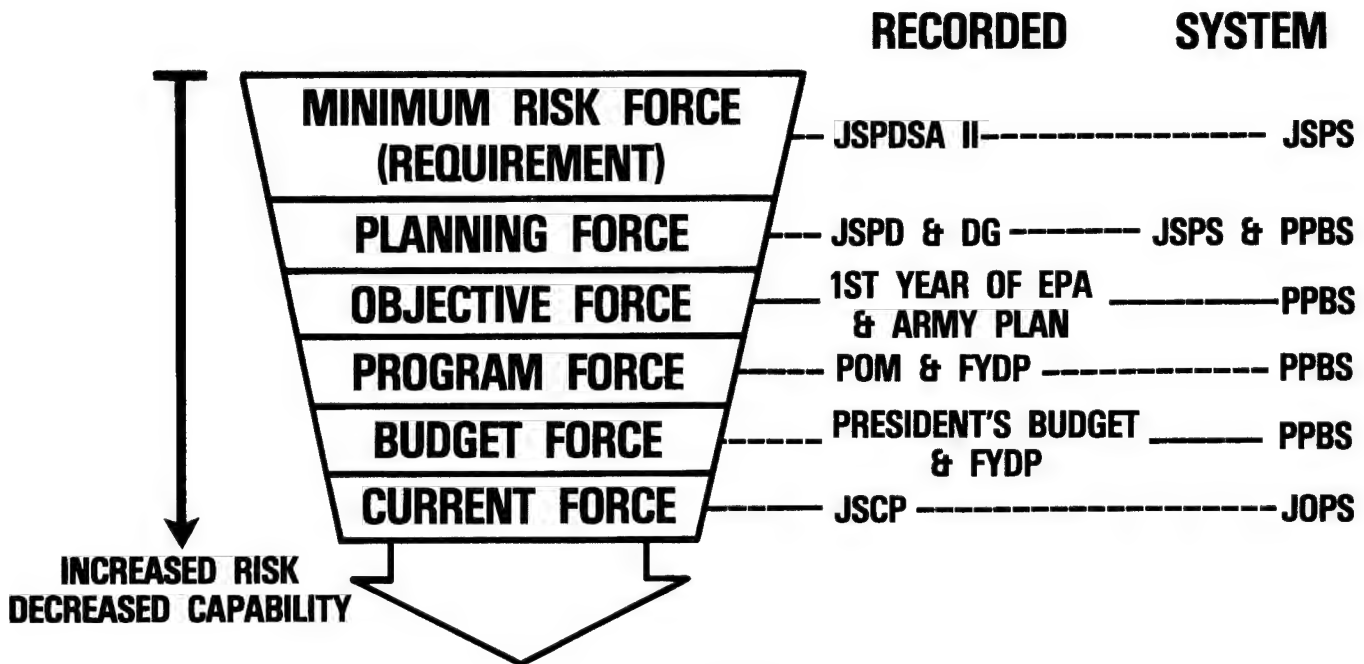 RECORDED SYSTEM
MINIMUM RISK FORCE
(REQUIREMENT)
JSPDSA II JSPS
PLANNING FORCE
JSPD & DG JSPS & PPBS
OBJECTIVE FORCE
1ST YEAR OF EPA
& ARMY PLAN
PPBS
PROGRAM FORCE
POM & FYDP PPBS
BUDGET FORCE
PRESIDENT'S BUDGET
& FYDP
PPBS
CURRENT FORCE
JSCP JOPS
INCREASED RISK
DECREASED CAPABILITY